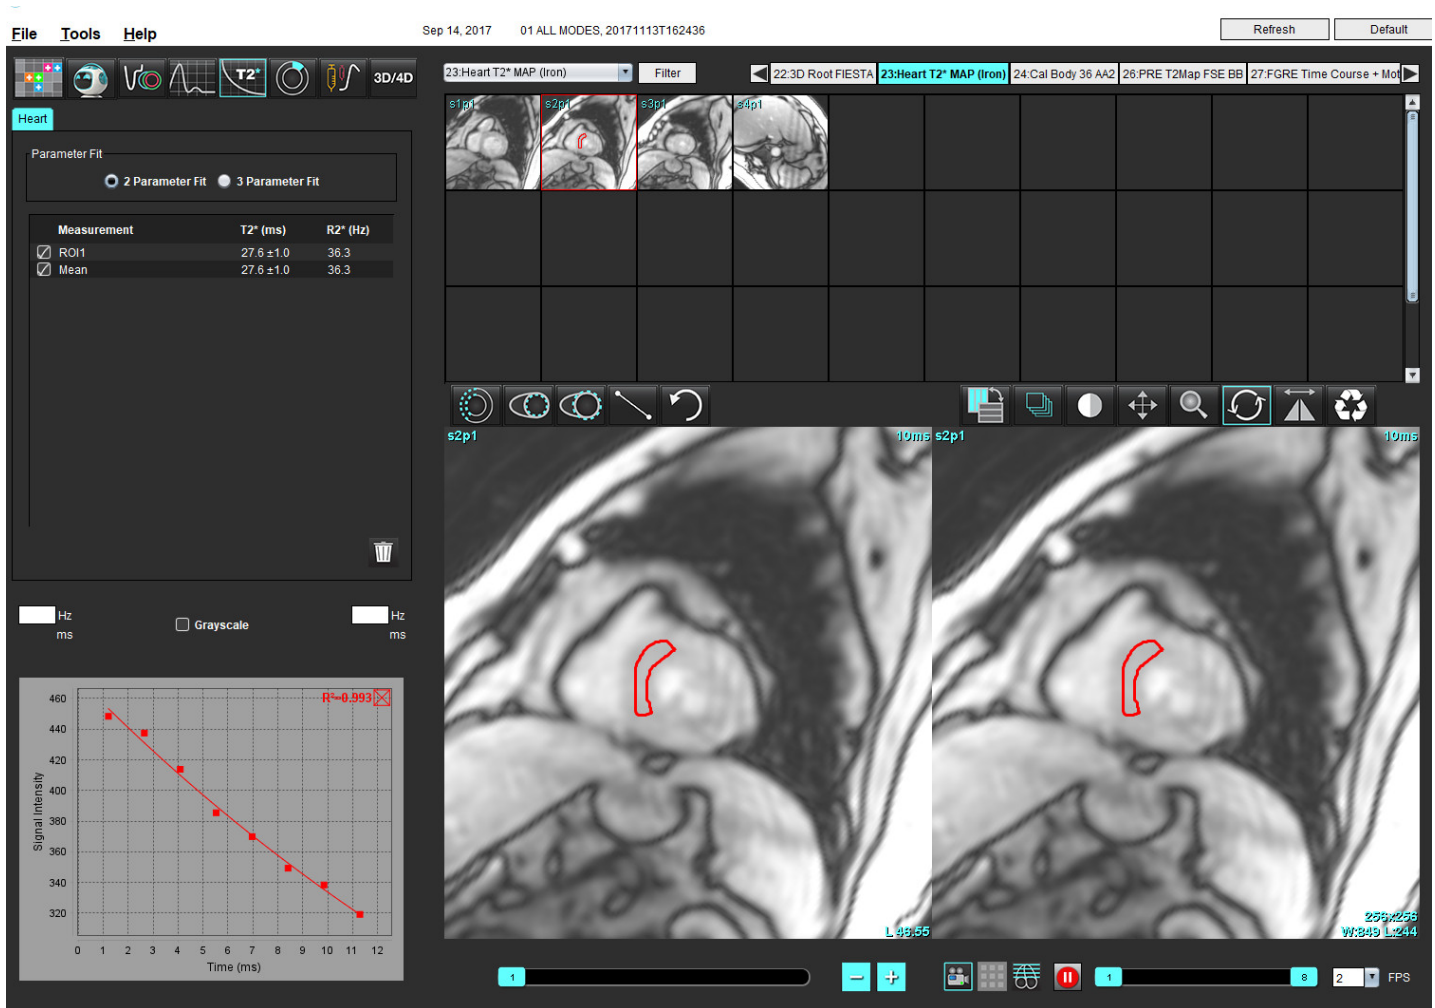 File Tools Help
Sep 14, 2017 01 ALL MODES, 20171113T162436
Refresh Default
T2* 3D/4D
23:Heart T2* MAP (Iron) Filter
22:3D Root FIESTA 23:Heart T2* MAP (Iron) 24:Cal Body 36 AA2 26:PRE T2Map FSE BB 27:FGRE Time Course + Mot
Heart
s1p1 s2p1 s3p1 s4p1
Parameter Fit
2 Parameter Fit 3 Parameter Fit
Measurement T2* (ms) R2* (Hz)
ROI1 27.6 ±1.0 36.3
Mean 27.6 ±1.0 36.3
s2p1 10ms s2p1 10ms
Hz Hz
ms Grayscale ms
R²=0.993
460
440
420
400
380
360
340
320
Signal Intensity
0 1 2 3 4 5 6 7 8 9 10 11 12
Time (ms)
L 48.55
256x256
W:849 L:244
1 1 8 2 FPS